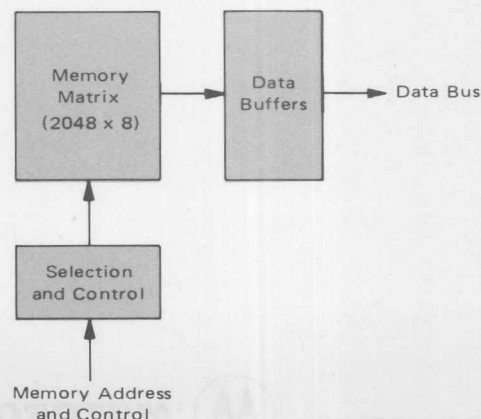 Memory
Matrix
(2048 x 8)
Data
Buffers
Data Bus
Selection
and Control
Memory Address
and Control